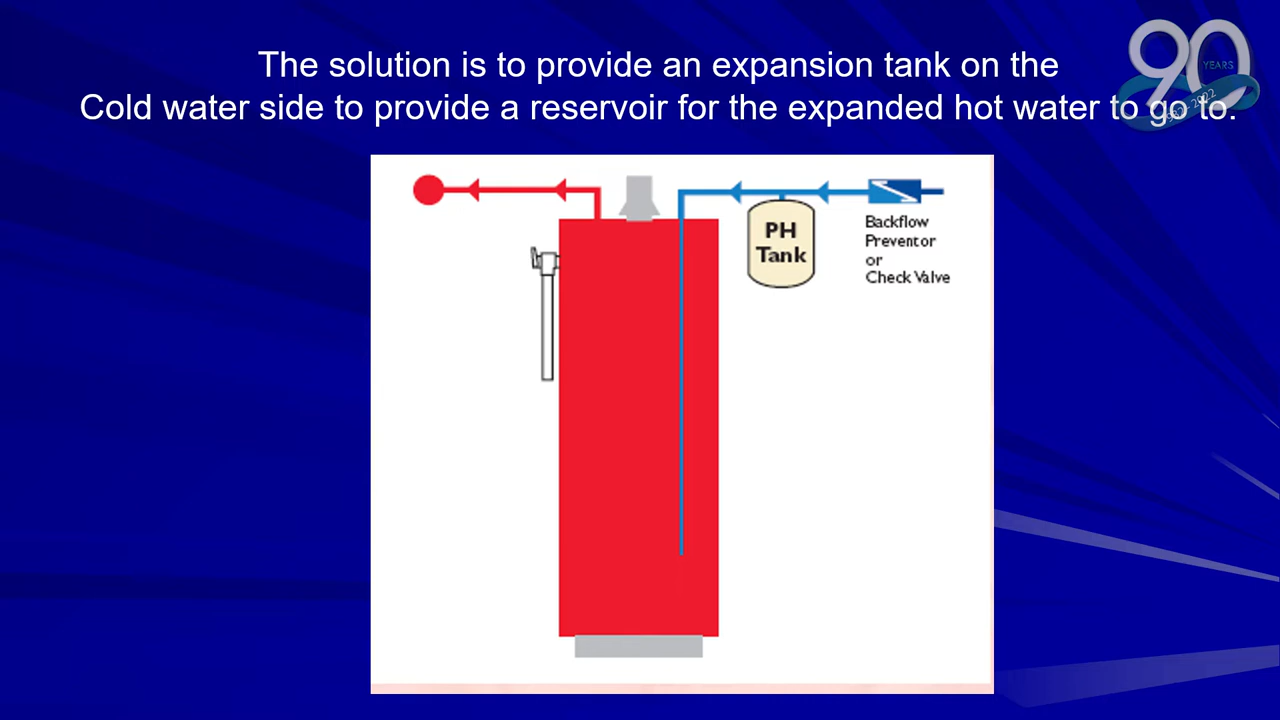 The solution is to provide an expansion tank on the
Cold water side to provide a reservoir for the expanded hot water to go to.
90
YEARS
PH
Tank
Backflow
Preventor
or
Check Valve